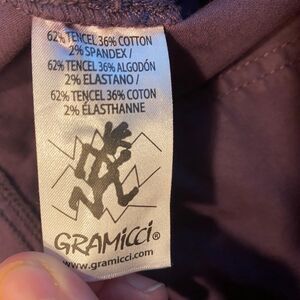 62% TENCEL 36% COTTON
2% SPANDEX /
62% TENCEL 36% ALGODÓN
2% ELASTANO /
62% TENCEL 36% COTON
2% ÉLASTHANNE
GRAMiCCi®
www.gramicci.com